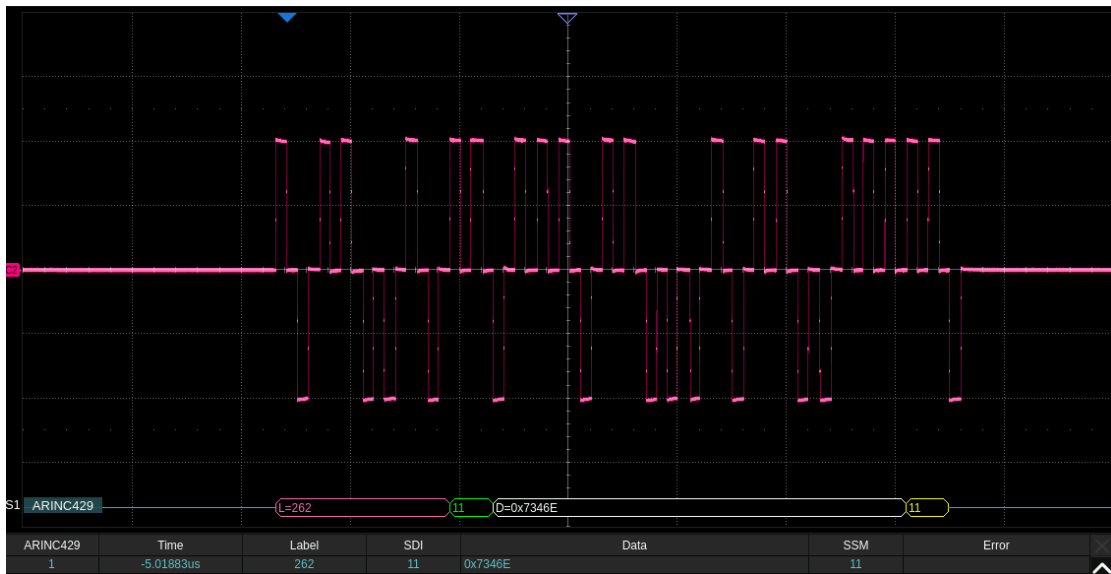 C2
S1 ARINC429 L=262 11 D=0x7346E 11
ARINC429 Time Label SDI Data SSM Error
1 -5.01883us 262 11 0x7346E 11